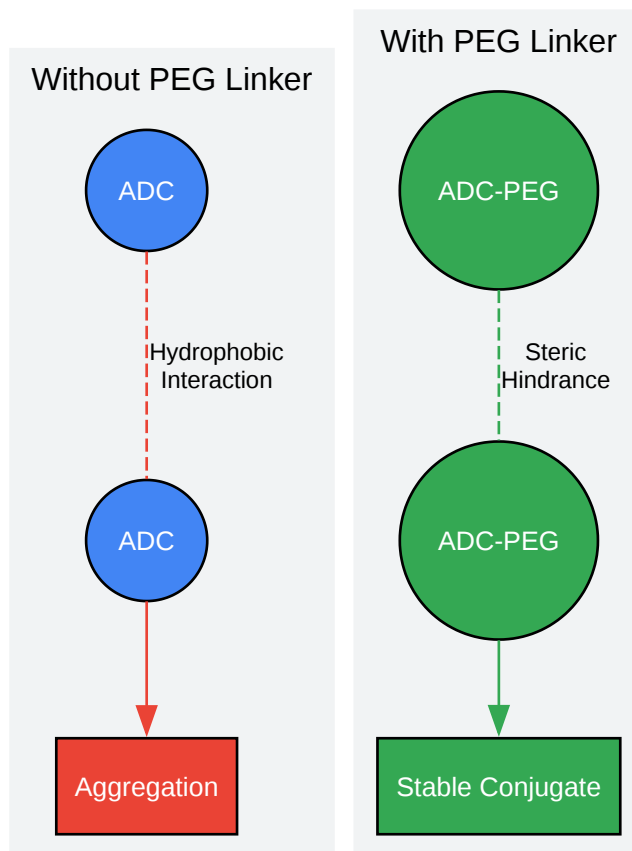 Without PEG Linker
ADC
Hydrophobic
Interaction
ADC
Aggregation
With PEG Linker
ADC-PEG
Steric
Hindrance
ADC-PEG
Stable Conjugate